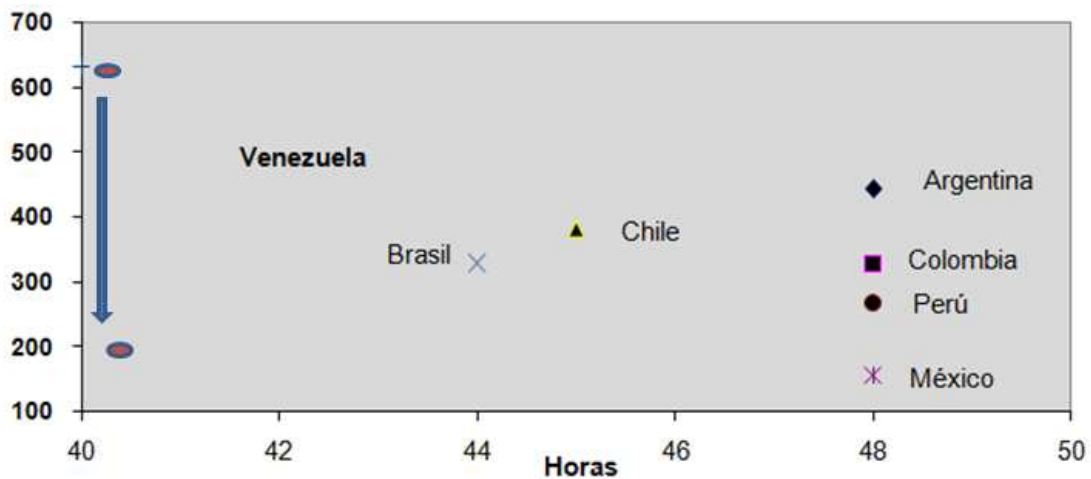 700
600
500
400
300
200
100
Venezuela
Argentina
Chile
Brasil
Colombia
Perú
México
40 42 44 46 48 50
Horas